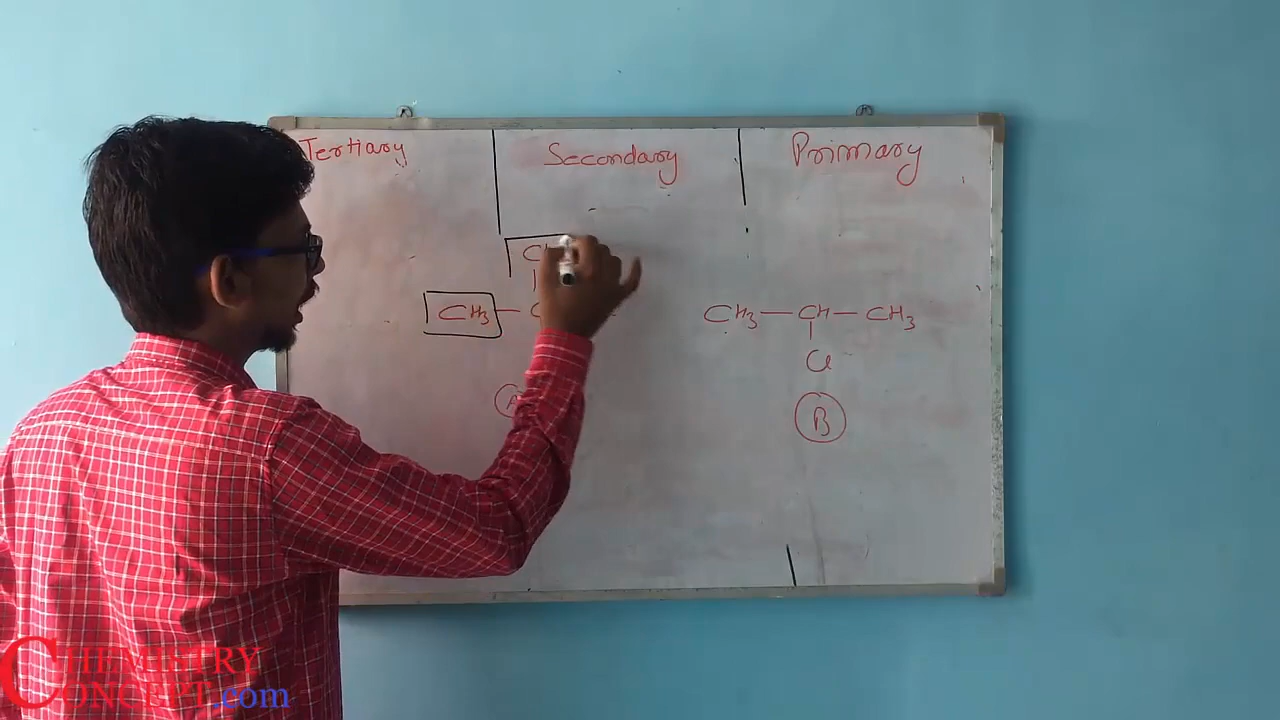 Tertiary Secondary Primary
CH3 — CH3 — CH — CH3
Cl
A B
CHEMISTRY
CONCEPT.com